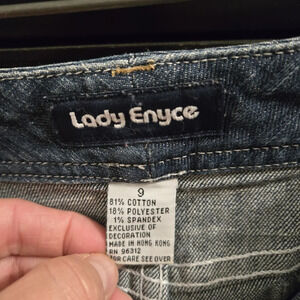 Lady Enyce
9
81% COTTON
18% POLYESTER
1% SPANDEX
EXCLUSIVE OF
DECORATION
MADE IN HONG KONG
RN 96312
FOR CARE SEE OVER